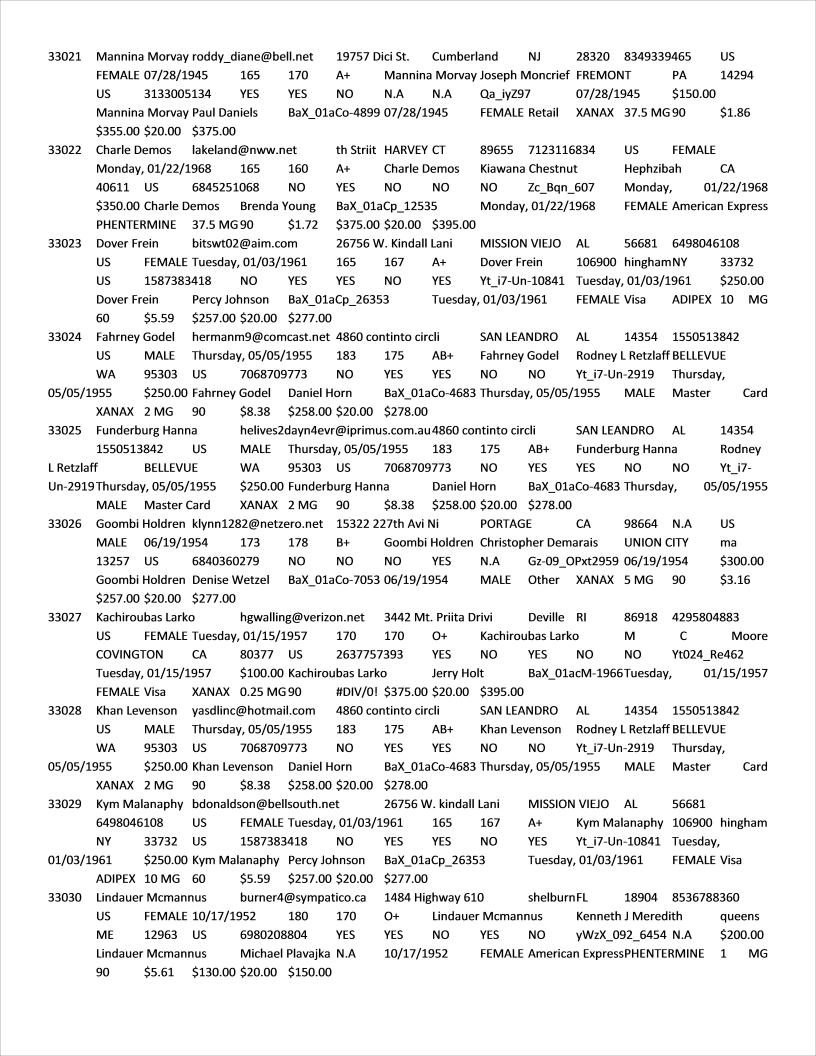 33021 Mannina Morvay roddy_diane@bell.net 19757 Dici St. Cumberland NJ 28320 8349339465 US
FEMALE 07/28/1945 165 170 A+ Mannina Morvay Joseph Moncrief FREMONT PA 14294
US 3133005134 YES YES NO N.A N.A Qa_iyZ97 07/28/1945 $150.00
Mannina Morvay Paul Daniels BaX_01aCo-4899 07/28/1945 FEMALE Retail XANAX 37.5 MG 90 $1.86
$355.00 $20.00 $375.00
33022 Charle Demos lakeland@nww.net th Striit HARVEY CT 89655 7123116834 US FEMALE
Monday, 01/22/1968 165 160 A+ Charle Demos Kiawana Chestnut Hephzibah CA
40611 US 6845251068 NO YES NO NO NO Zc_Bqn_607 Monday, 01/22/1968
$350.00 Charle Demos Brenda Young BaX_01aCp_12535 Monday, 01/22/1968 FEMALE American Express
PHENTERMINE 37.5 MG 90 $1.72 $375.00 $20.00 $395.00
33023 Dover Frein bitswt02@aim.com 26756 W. Kindall Lani MISSION VIEJO AL 56681 6498046108
US FEMALE Tuesday, 01/03/1961 165 167 A+ Dover Frein 106900 hingham NY 33732
US 1587383418 NO YES YES NO YES Yt_i7-Un-10841 Tuesday, 01/03/1961 $250.00
Dover Frein Percy Johnson BaX_01aCp_26353 Tuesday, 01/03/1961 FEMALE Visa ADIPEX 10 MG
60 $5.59 $257.00 $20.00 $277.00
33024 Fahrney Godel hermanm9@comcast.net 4860 continto circli SAN LEANDRO AL 14354 1550513842
US MALE Thursday, 05/05/1955 183 175 AB+ Fahrney Godel Rodney L Retzlaff BELLEVUE
WA 95303 US 7068709773 NO YES YES NO NO Yt_i7-Un-2919 Thursday,
05/05/1955 $250.00 Fahrney Godel Daniel Horn BaX_01aCo-4683 Thursday, 05/05/1955 MALE Master Card
XANAX 2 MG 90 $8.38 $258.00 $20.00 $278.00
33025 Funderburg Hanna helives2dayn4evr@iprimus.com.au 4860 continto circli SAN LEANDRO AL 14354
1550513842 US MALE Thursday, 05/05/1955 183 175 AB+ Funderburg Hanna Rodney
L Retzlaff BELLEVUE WA 95303 US 7068709773 NO YES YES NO NO Yt_i7-
Un-2919 Thursday, 05/05/1955 $250.00 Funderburg Hanna Daniel Horn BaX_01aCo-4683 Thursday, 05/05/1955
MALE Master Card XANAX 2 MG 90 $8.38 $258.00 $20.00 $278.00
33026 Goombi Holdren klynn1282@netzero.net 15322 227th Avi Ni PORTAGE CA 98664 N.A US
MALE 06/19/1954 173 178 B+ Goombi Holdren Christopher Demarais UNION CITY ma
13257 US 6840360279 NO NO NO YES N.A Gz-09_OPxt2959 06/19/1954 $300.00
Goombi Holdren Denise Wetzel BaX_01aCo-7053 06/19/1954 MALE Other XANAX 5 MG 90 $3.16
$257.00 $20.00 $277.00
33027 Kachiroubas Larko hgwalling@verizon.net 3442 Mt. Priita Drivi Deville RI 86918 4295804883
US FEMALE Tuesday, 01/15/1957 170 170 O+ Kachiroubas Larko M C Moore
COVINGTON CA 80377 US 2637757393 YES NO YES NO NO Yt024_Re462
Tuesday, 01/15/1957 $100.00 Kachiroubas Larko Jerry Holt BaX_01acM-1966 Tuesday, 01/15/1957
FEMALE Visa XANAX 0.25 MG 90 #DIV/0! $375.00 $20.00 $395.00
33028 Khan Levenson yasdlinc@hotmail.com 4860 continto circli SAN LEANDRO AL 14354 1550513842
US MALE Thursday, 05/05/1955 183 175 AB+ Khan Levenson Rodney L Retzlaff BELLEVUE
WA 95303 US 7068709773 NO YES YES NO NO Yt_i7-Un-2919 Thursday,
05/05/1955 $250.00 Khan Levenson Daniel Horn BaX_01aCo-4683 Thursday, 05/05/1955 MALE Master Card
XANAX 2 MG 90 $8.38 $258.00 $20.00 $278.00
33029 Kym Malanaphy bdonaldson@bellsouth.net 26756 W. kindall Lani MISSION VIEJO AL 56681
6498046108 US FEMALE Tuesday, 01/03/1961 165 167 A+ Kym Malanaphy 106900 hingham
NY 33732 US 1587383418 NO YES YES NO YES Yt_i7-Un-10841 Tuesday,
01/03/1961 $250.00 Kym Malanaphy Percy Johnson BaX_01aCp_26353 Tuesday, 01/03/1961 FEMALE Visa
ADIPEX 10 MG 60 $5.59 $257.00 $20.00 $277.00
33030 Lindauer Mcmannus burner4@sympatico.ca 1484 Highway 610 shelburn FL 18904 8536788360
US FEMALE 10/17/1952 180 170 O+ Lindauer Mcmannus Kenneth J Meredith queens
ME 12963 US 6980208804 YES YES NO YES NO yWzX_092_6454 N.A $200.00
Lindauer Mcmannus Michael Plavajka N.A 10/17/1952 FEMALE American Express PHENTERMINE 1 MG
90 $5.61 $130.00 $20.00 $150.00